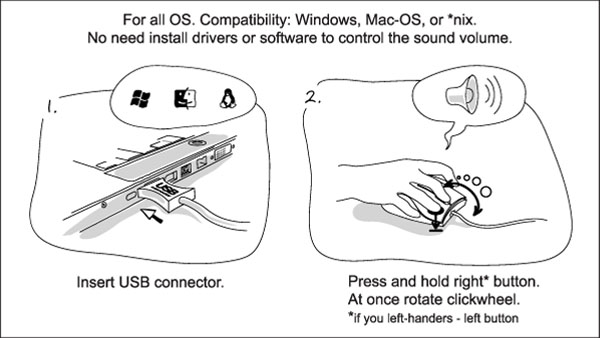 For all OS. Compatibility: Windows, Mac-OS, or *nix.
No need install drivers or software to control the sound volume.
1.
2.
USB
Insert USB connector.
Press and hold right* button.
At once rotate clickwheel.
*if you left-handers - left button